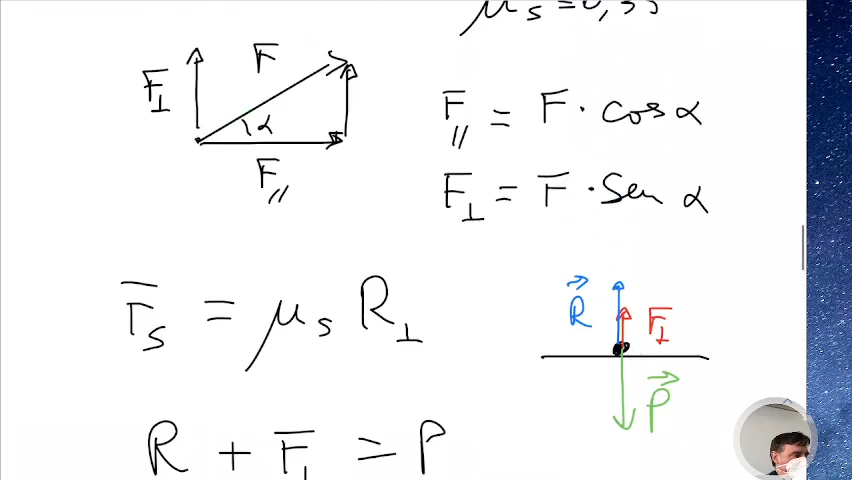 F
F⊥
α
F//
F// = F · cos α
F⊥ = F · Sen α
Fs = μs R⊥
R⃗
F⊥
P⃗
R + F⊥ = P